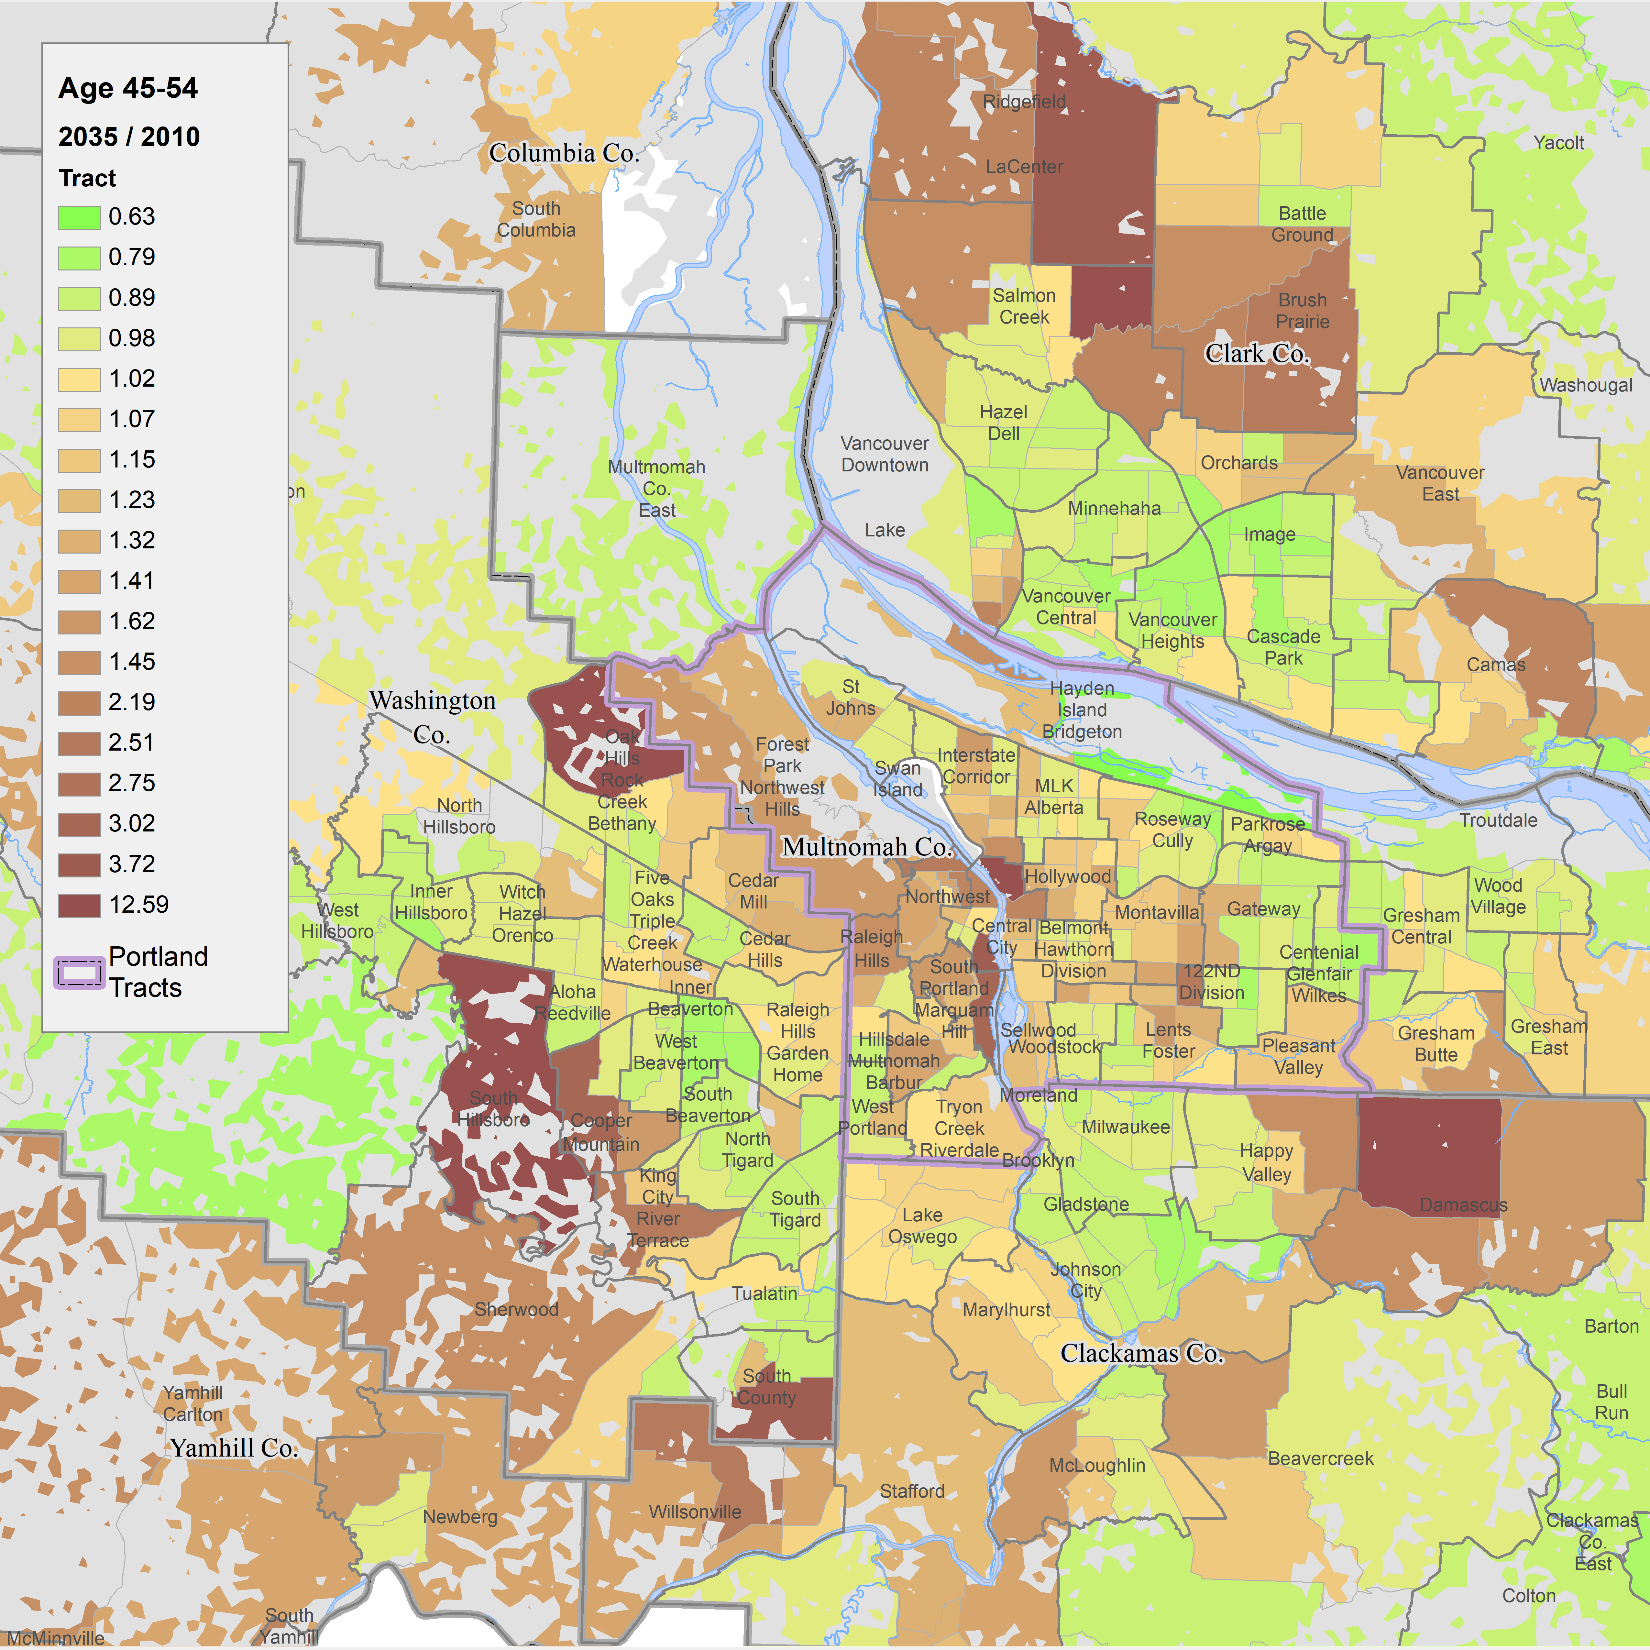 Age 45-54
2035 / 2010
Tract
0.63
0.79
0.89
0.98
1.02
1.07
1.15
1.23
1.32
1.41
1.62
1.45
2.19
2.51
2.75
3.02
3.72
12.59
Portland
Tracts
Columbia Co.
South
Columbia
Ridgefield
LaCenter
Yacolt
Battle
Ground
Salmon
Creek
Brush
Prairie
Clark Co.
Washougal
Hazel
Dell
Vancouver
Downtown
Orchards
Vancouver
East
Multmomah
Co.
East
on
Lake
Minnehaha
Image
Vancouver
Central
Vancouver
Heights
Cascade
Park
Camas
Washington
Co.
St
Johns
Hayden
Island
Bridgeton
Oak
Hills
Rock
Creek
Bethany
Forest
Park
Northwest
Hills
Swan
Island
Interstate
Corridor
MLK
Alberta
North
Hillsboro
Roseway
Cully
Parkrose
Argay
Troutdale
Multnomah Co.
Hollywood
Northwest
West
Hillsboro
Inner
Hillsboro
Witch
Hazel
Orenco
Five
Oaks
Triple
Creek
Waterhouse
Cedar
Mill
Cedar
Hills
Raleigh
Hills
Central
City
Belmont
Hawthorn
Division
Montavilla
Gateway
Gresham
Central
Wood
Village
Centenial
Glenfair
Wilkes
122ND
Division
South
Portland
Marquam
Hill
Aloha
Reedville
Inner
Beaverton
Raleigh
Hills
Garden
Home
West
Beaverton
Hillsdale
Multnomah
Barbur
Sellwood
Woodstock
Lents
Foster
Pleasant
Valley
Gresham
Butte
Gresham
East
South
Hillsboro
Cooper
Mountain
South
Beaverton
North
Tigard
West
Portland
Tryon
Creek
Riverdale
Moreland
Brooklyn
Milwaukee
Happy
Valley
Damascus
King
City
River
Terrace
South
Tigard
Lake
Oswego
Gladstone
Johnson
City
Sherwood
Tualatin
Marylhurst
Clackamas Co.
Barton
South
County
Bull
Run
Yamhill
Carlton
Yamhill Co.
McLoughlin
Beavercreek
Newberg
Willsonville
Stafford
Clackamas
Co.
East
Colton
South
Yamhill
McMinnville